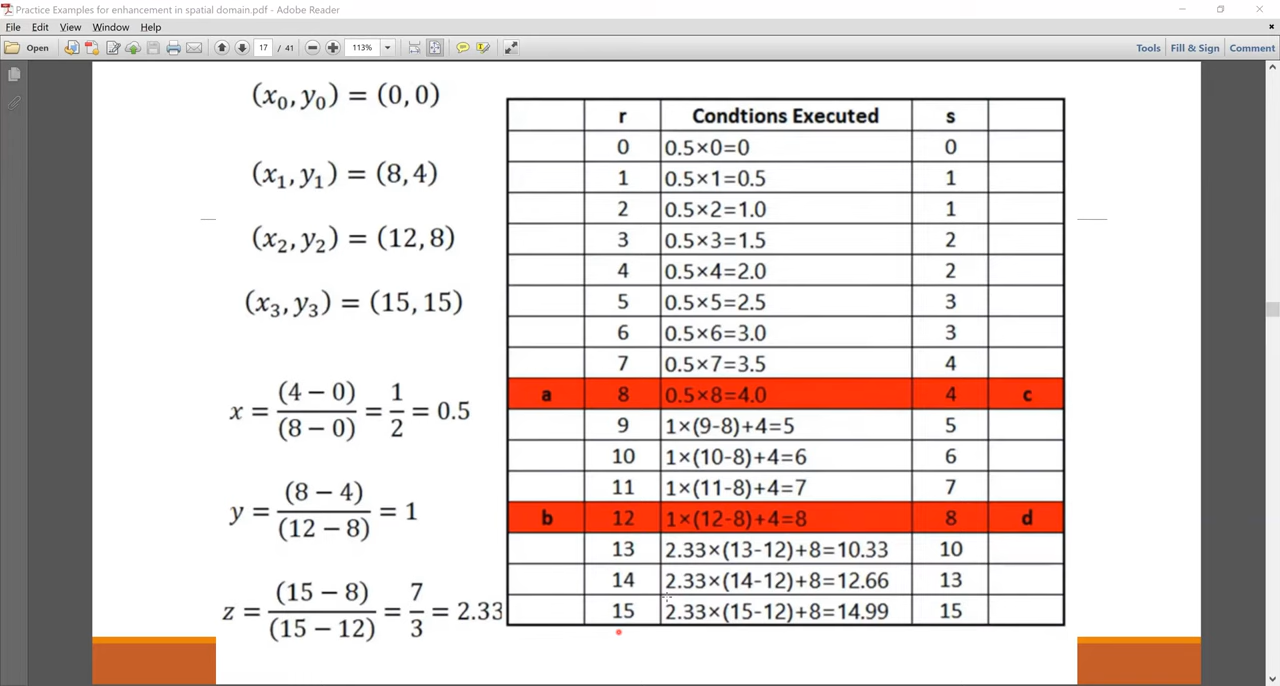 Practice Examples for enhancement in spatial domain.pdf - Adobe Reader
File Edit View Window Help
Open 17 / 41 113% Tools Fill & Sign Comment
(x₀, y₀) = (0, 0)
(x₁, y₁) = (8, 4)
(x₂, y₂) = (12, 8)
(x₃, y₃) = (15, 15)
x = (4 − 0)/(8 − 0) = 1/2 = 0.5
y = (8 − 4)/(12 − 8) = 1
z = (15 − 8)/(15 − 12) = 7/3 = 2.33
r Condtions Executed s
0 0.5×0=0 0
1 0.5×1=0.5 1
2 0.5×2=1.0 1
3 0.5×3=1.5 2
4 0.5×4=2.0 2
5 0.5×5=2.5 3
6 0.5×6=3.0 3
7 0.5×7=3.5 4
a 8 0.5×8=4.0 4 c
9 1×(9-8)+4=5 5
10 1×(10-8)+4=6 6
11 1×(11-8)+4=7 7
b 12 1×(12-8)+4=8 8 d
13 2.33×(13-12)+8=10.33 10
14 2.33×(14-12)+8=12.66 13
15 2.33×(15-12)+8=14.99 15